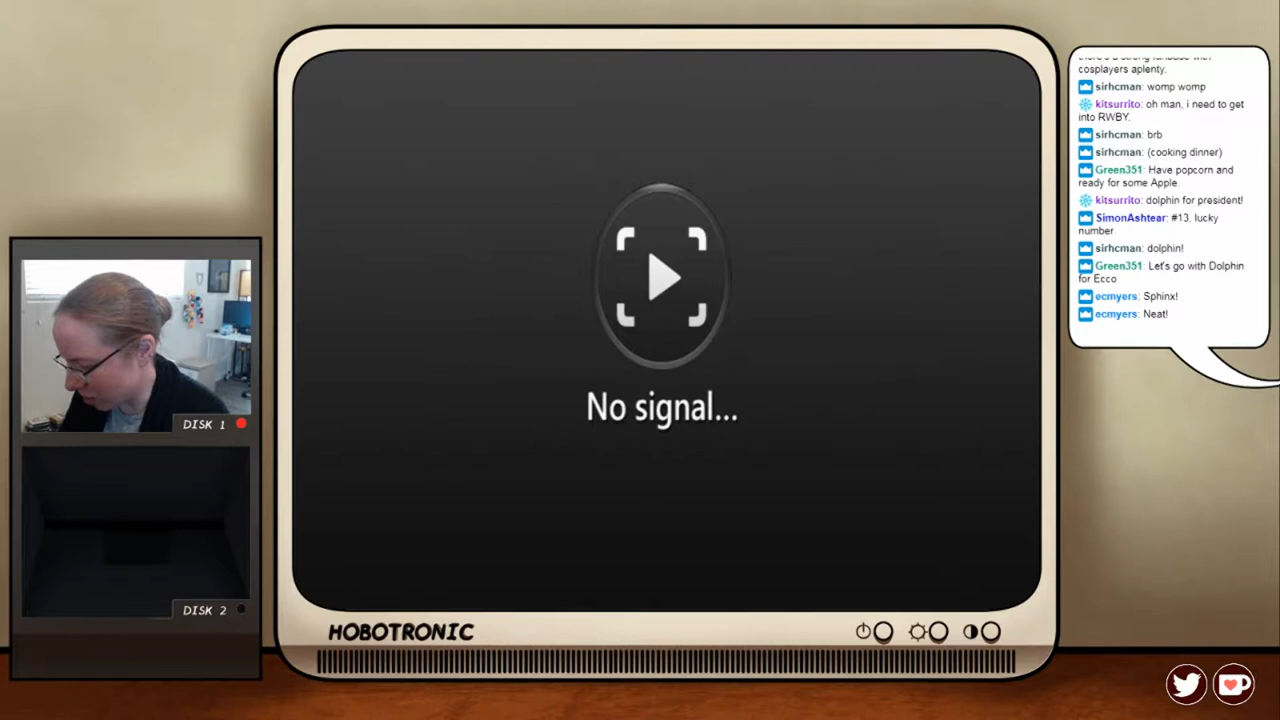 cosplayers aplenty.
sirhcman: womp womp
kitsurrito: oh man, i need to get
into RWBY.
sirhcman: brb
sirhcman: (cooking dinner)
Green351: Have popcorn and
ready for some Apple.
kitsurrito: dolphin for president!
SimonAshtear: #13, lucky
number
sirhcman: dolphin!
Green351: Let's go with Dolphin
for Ecco
ecmyers: Sphinx!
ecmyers: Neat!
No signal...
DISK 1
DISK 2
HOBOTRONIC